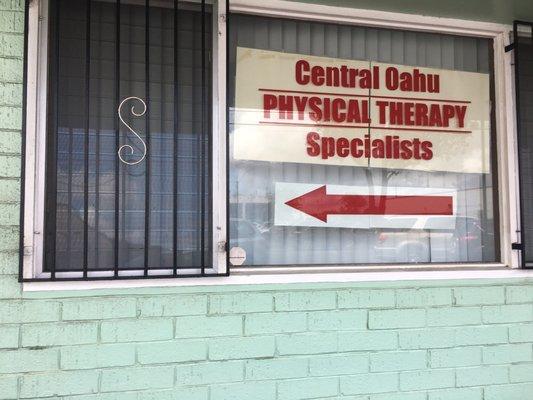 Central Oahu
PHYSICAL THERAPY
Specialists